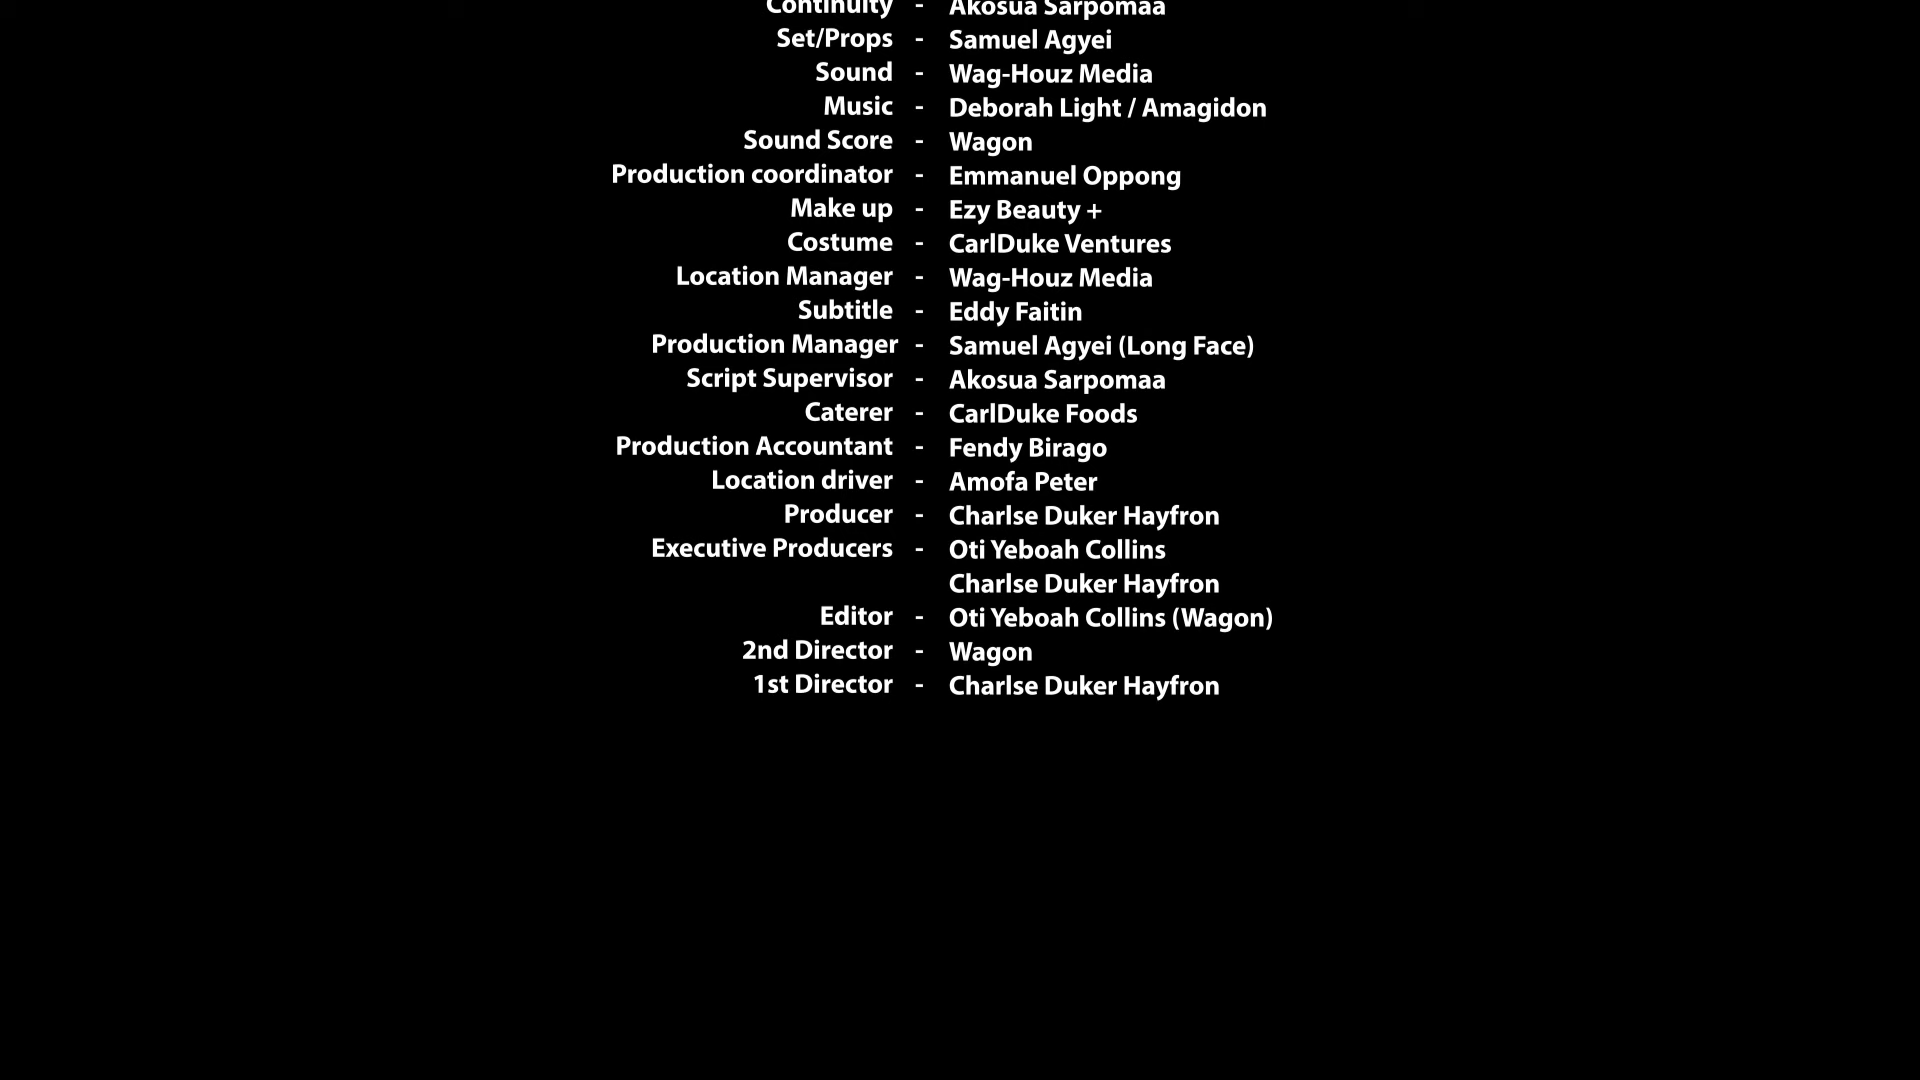 Continuity - Akosua Sarpomaa
Set/Props - Samuel Agyei
Sound - Wag-Houz Media
Music - Deborah Light / Amagidon
Sound Score - Wagon
Production coordinator - Emmanuel Oppong
Make up - Ezy Beauty +
Costume - CarlDuke Ventures
Location Manager - Wag-Houz Media
Subtitle - Eddy Faitin
Production Manager - Samuel Agyei (Long Face)
Script Supervisor - Akosua Sarpomaa
Caterer - CarlDuke Foods
Production Accountant - Fendy Birago
Location driver - Amofa Peter
Producer - Charlse Duker Hayfron
Executive Producers - Oti Yeboah Collins
Charlse Duker Hayfron
Editor - Oti Yeboah Collins (Wagon)
2nd Director - Wagon
1st Director - Charlse Duker Hayfron